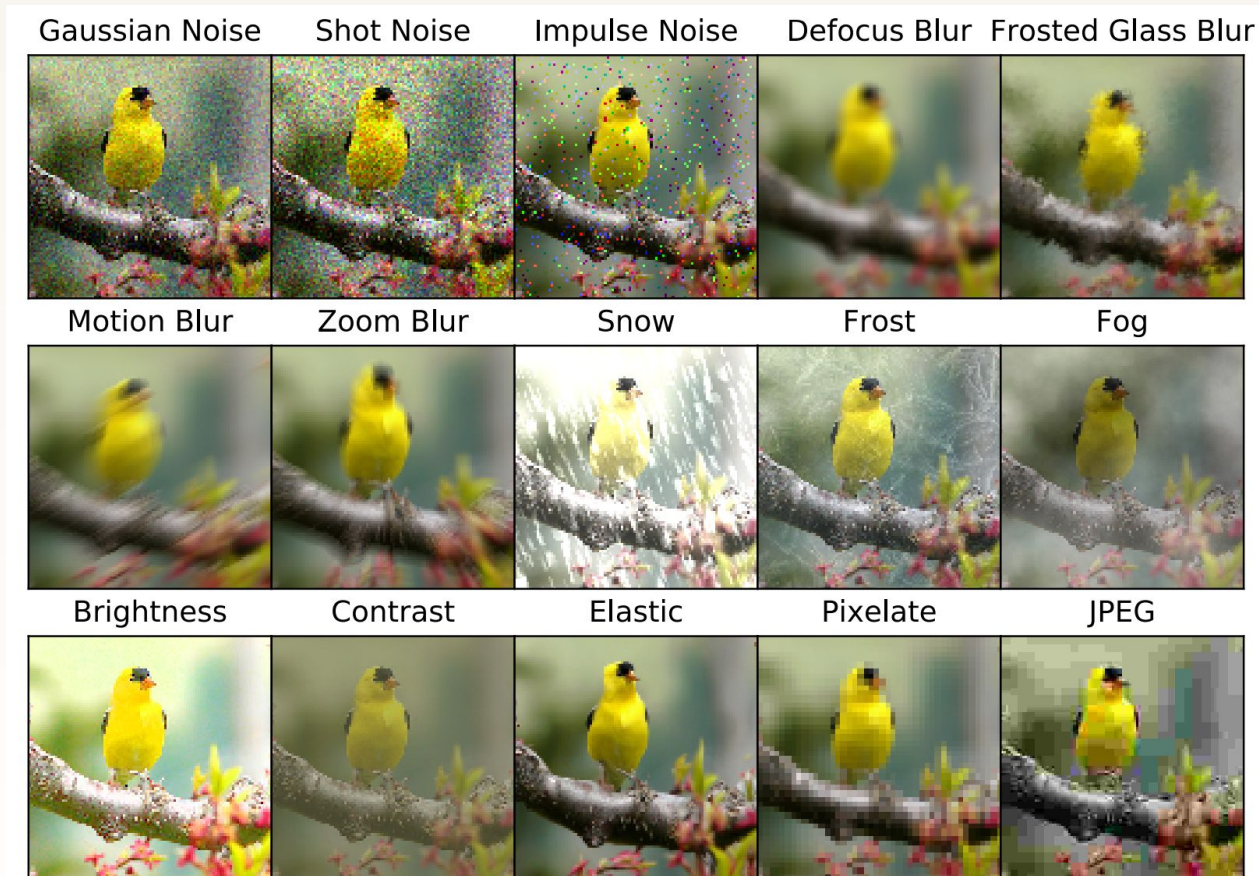 Gaussian Noise Shot Noise Impulse Noise Defocus Blur Frosted Glass Blur
Motion Blur Zoom Blur Snow Frost Fog
Brightness Contrast Elastic Pixelate JPEG